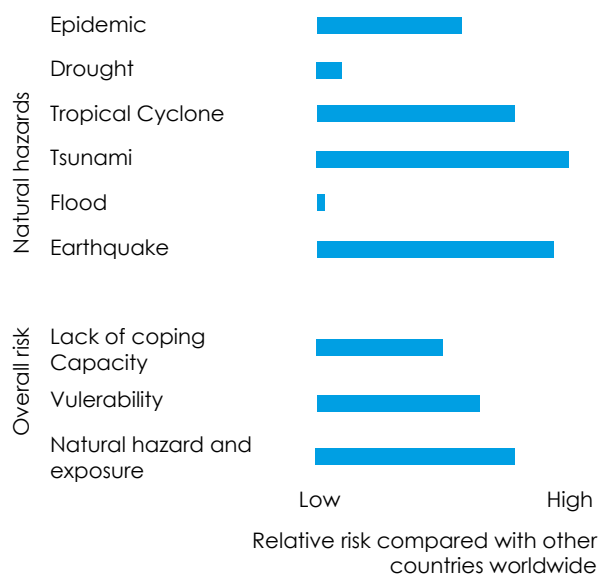 Natural hazards
Epidemic
Drought
Tropical Cyclone
Tsunami
Flood
Earthquake
Overall risk
Lack of coping
Capacity
Vulerability
Natural hazard and
exposure
Low
High
Relative risk compared with other
countries worldwide